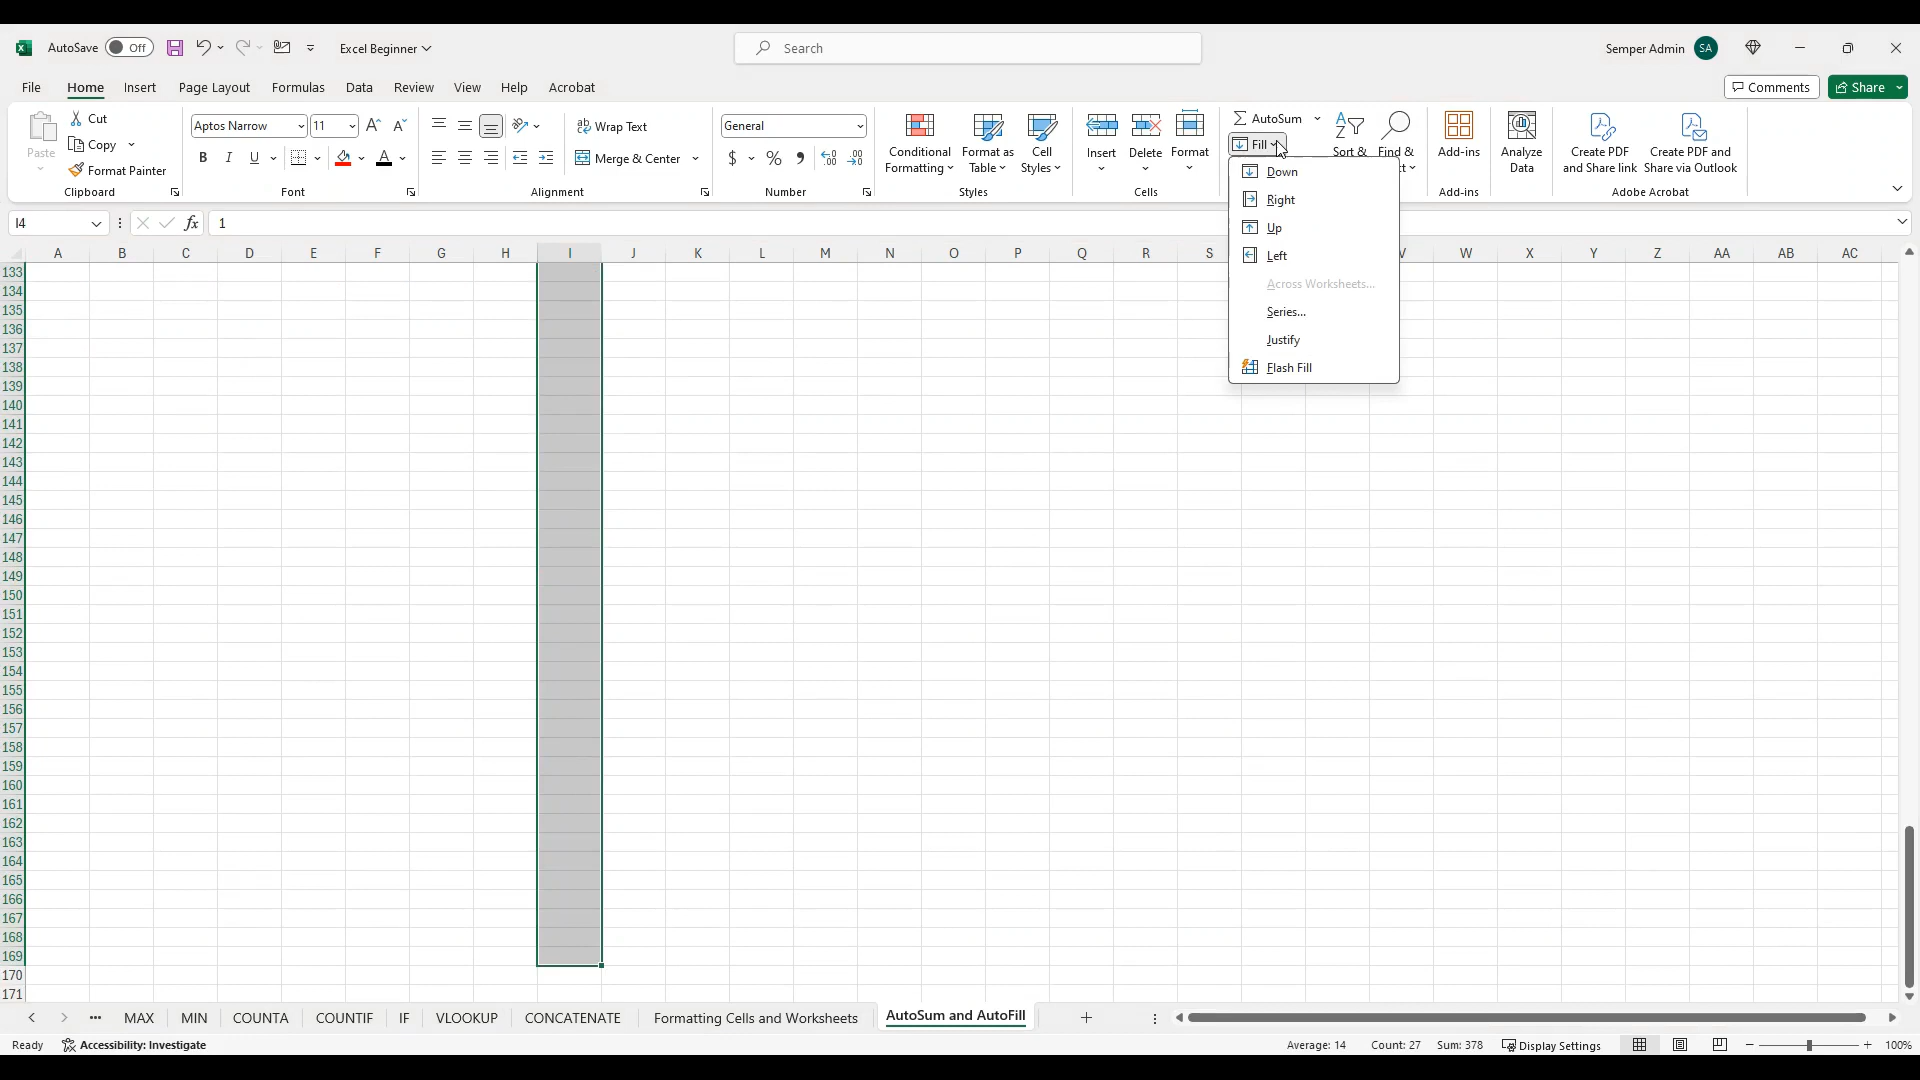 AutoSave Off Excel Beginner Search Semper Admin SA
File Home Insert Page Layout Formulas Data Review View Help Acrobat Comments Share
Paste Cut Copy Format Painter Clipboard
Aptos Narrow 11 A A B I U A Font
ab Wrap Text Merge & Center Alignment
General $ % , Number
Conditional Formatting Format as Table Cell Styles Styles
Insert Delete Format Cells
AutoSum Fill Sort & Find &
Add-ins Add-ins
Analyze Data
Create PDF and Share link Create PDF and Share via Outlook Adobe Acrobat
Down
Right
Up
Left
Across Worksheets...
Series...
Justify
Flash Fill
I4 fx 1
A B C D E F G H I J K L M N O P Q R S V W X Y Z AA AB AC
133
134
135
136
137
138
139
140
141
142
143
144
145
146
147
148
149
150
151
152
153
154
155
156
157
158
159
160
161
162
163
164
165
166
167
168
169
170
171
MAX MIN COUNTA COUNTIF IF VLOOKUP CONCATENATE Formatting Cells and Worksheets AutoSum and AutoFill
Ready Accessibility: Investigate Average: 14 Count: 27 Sum: 378 Display Settings 100%